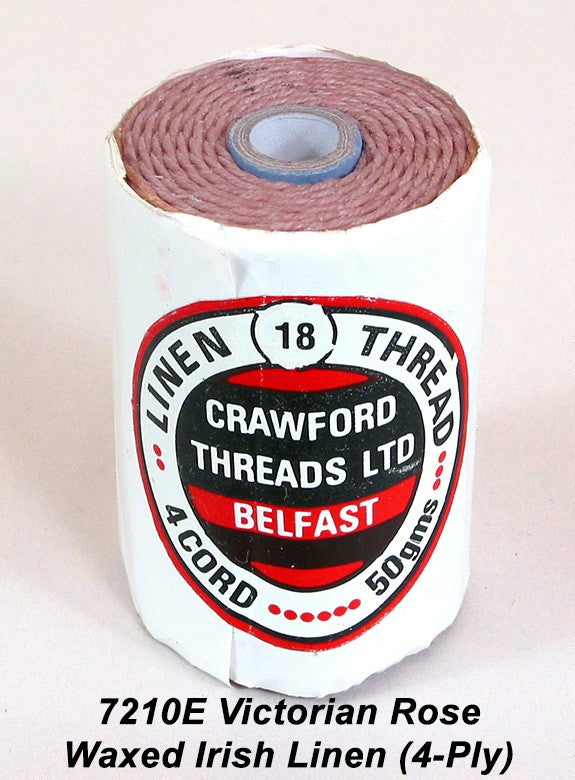 18
LINEN THREAD
CRAWFORD
THREADS LTD
BELFAST
4 CORD 50gms
7210E Victorian Rose
Waxed Irish Linen (4-Ply)